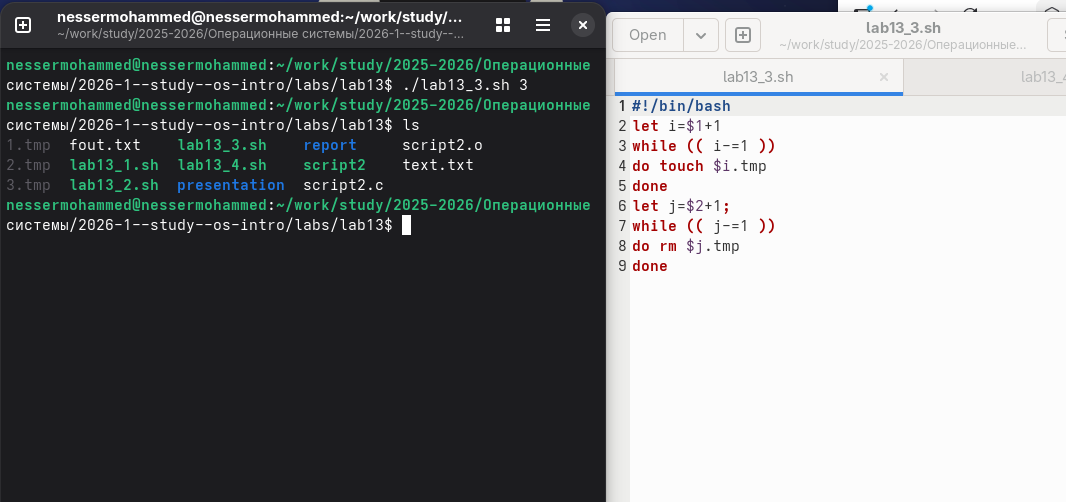 nessermohammed@nessermohammed:~/work/study/...
~/work/study/2025-2026/Операционные системы/2026-1--study--...
nessermohammed@nessermohammed:~/work/study/2025-2026/Операционные
системы/2026-1--study--os-intro/labs/lab13$ ./lab13_3.sh 3
nessermohammed@nessermohammed:~/work/study/2025-2026/Операционные
системы/2026-1--study--os-intro/labs/lab13$ ls
1.tmp fout.txt lab13_3.sh report script2.o
2.tmp lab13_1.sh lab13_4.sh script2 text.txt
3.tmp lab13_2.sh presentation script2.c
nessermohammed@nessermohammed:~/work/study/2025-2026/Операционные
системы/2026-1--study--os-intro/labs/lab13$
Open
lab13_3.sh
~/work/study/2025-2026/Операционные...
lab13_3.sh
lab13_4
1 #!/bin/bash
2 let i=$1+1
3 while (( i-=1 ))
4 do touch $i.tmp
5 done
6 let j=$2+1;
7 while (( j-=1 ))
8 do rm $j.tmp
9 done